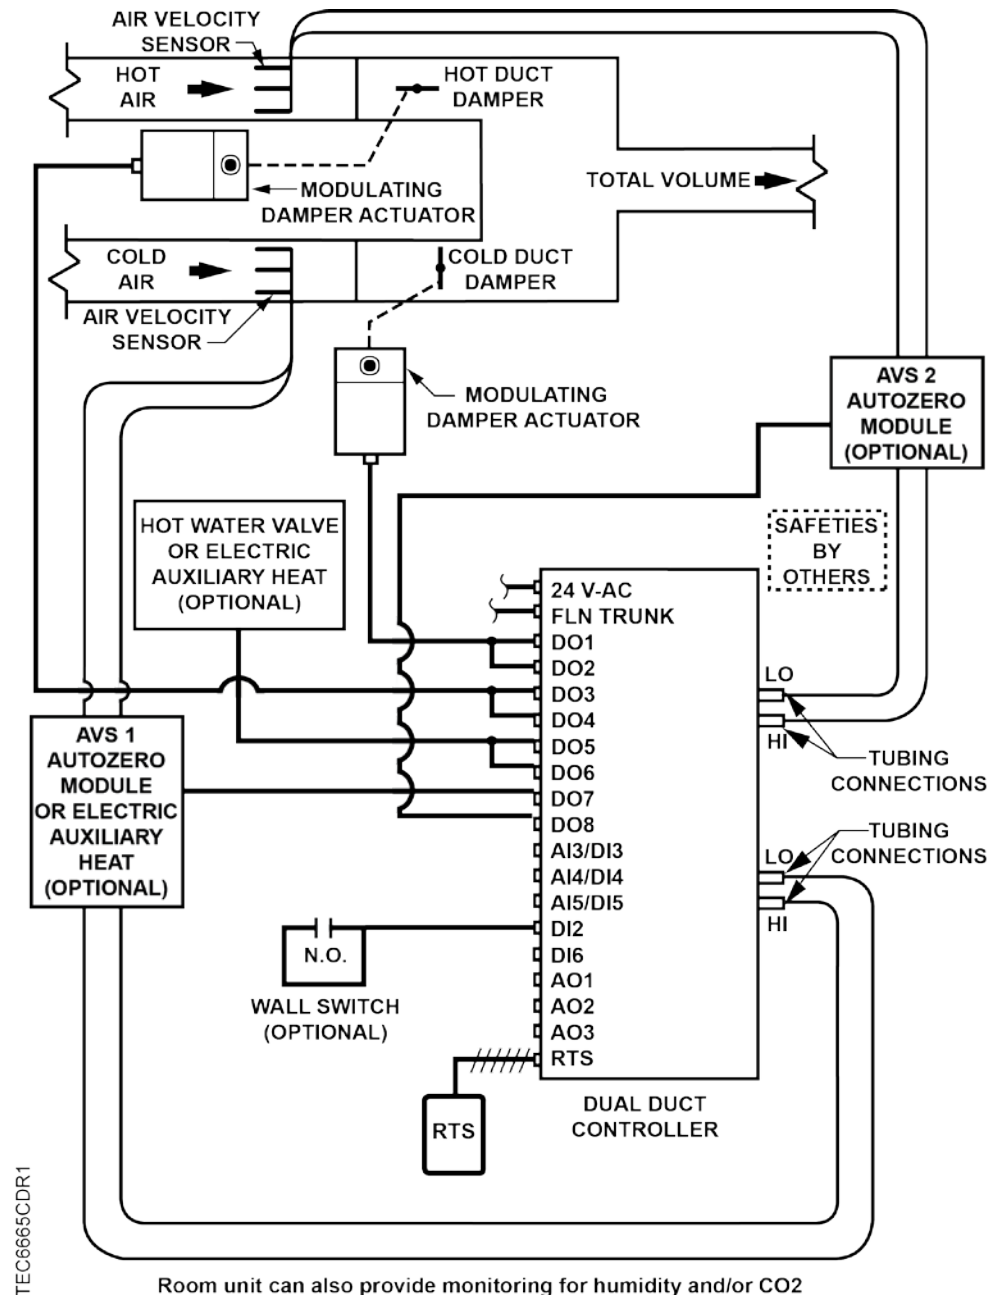 AIR VELOCITY
SENSOR
HOT
AIR
HOT DUCT
DAMPER
MODULATING
DAMPER ACTUATOR
TOTAL VOLUME
COLD
AIR
COLD DUCT
DAMPER
AIR VELOCITY
SENSOR
MODULATING
DAMPER ACTUATOR
AVS 2
AUTOZERO
MODULE
(OPTIONAL)
HOT WATER VALVE
OR ELECTRIC
AUXILIARY HEAT
(OPTIONAL)
SAFETIES
BY
OTHERS
24 V-AC
FLN TRUNK
DO1
DO2
DO3
DO4
DO5
DO6
DO7
DO8
AI3/DI3
AI4/DI4
AI5/DI5
DI2
DI6
AO1
AO2
AO3
RTS
LO
HI
TUBING
CONNECTIONS
LO
HI
TUBING
CONNECTIONS
AVS 1
AUTOZERO
MODULE
OR ELECTRIC
AUXILIARY
HEAT
(OPTIONAL)
N.O.
WALL SWITCH
(OPTIONAL)
RTS
DUAL DUCT
CONTROLLER
TEC6665CDR1
Room unit can also provide monitoring for humidity and/or CO2